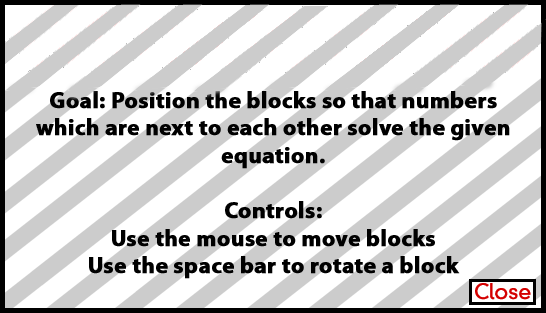 Goal: Position the blocks so that numbers
which are next to each other solve the given
equation.
Controls:
Use the mouse to move blocks
Use the space bar to rotate a block
Close